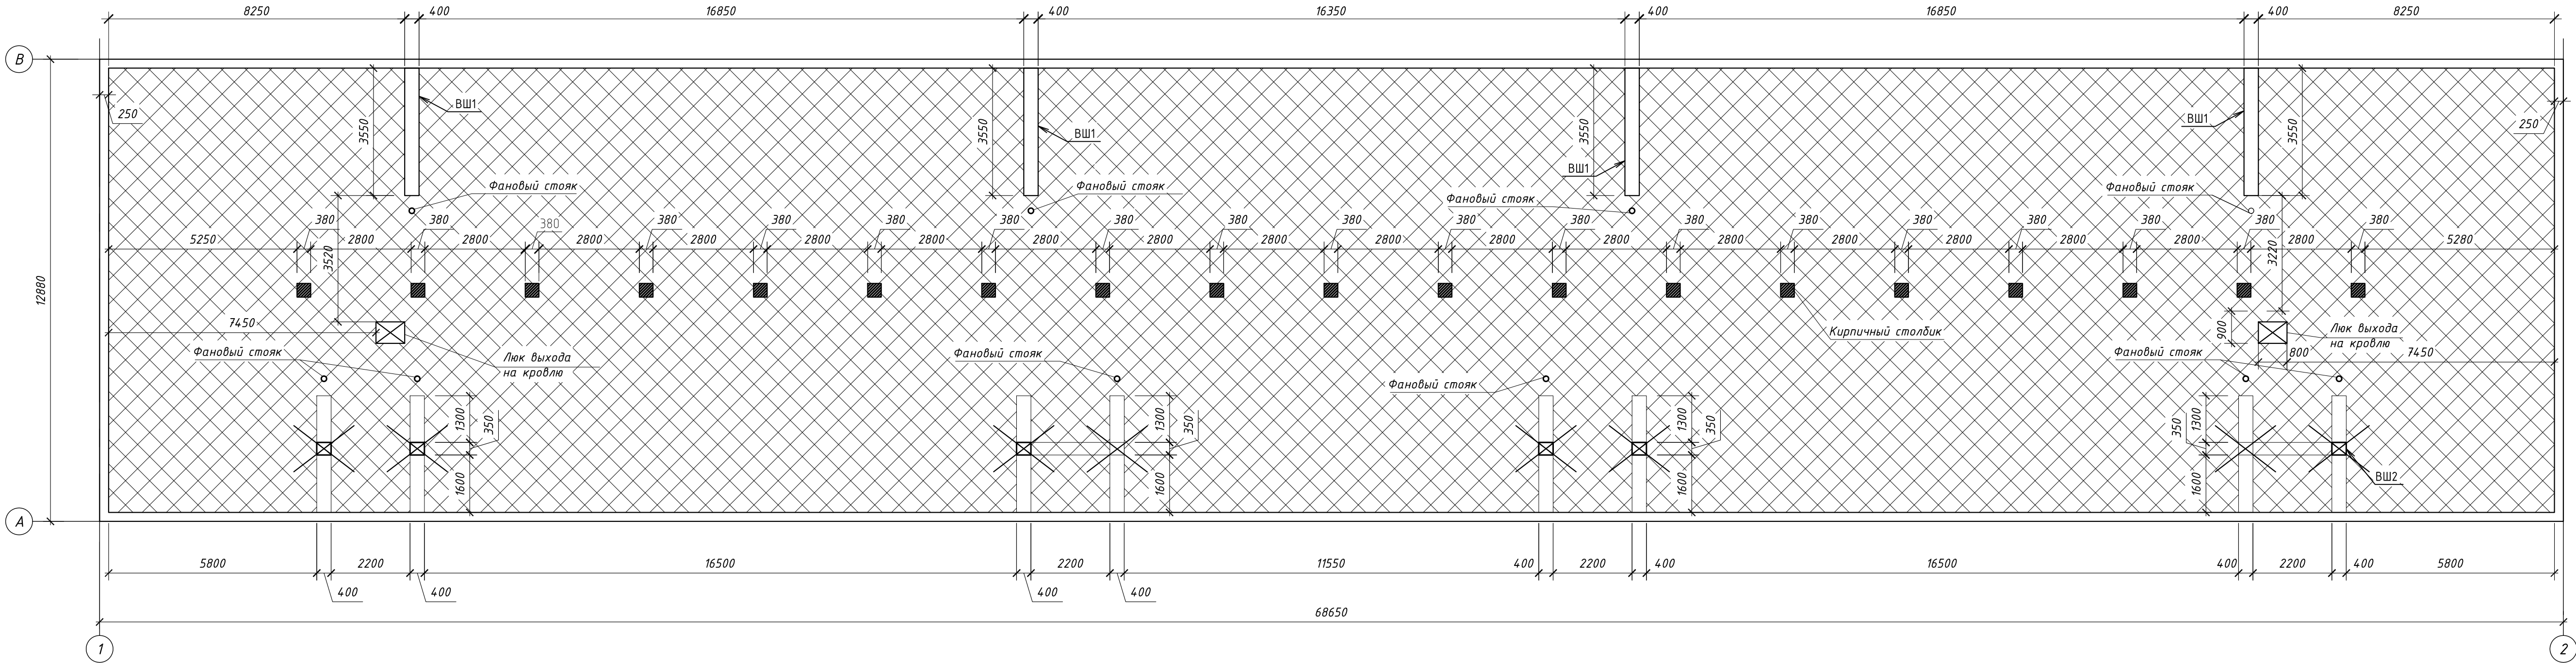 8250 400 16850 400 16350 400 16850 400 8250
В
250 3550 ВШ1 3550 ВШ1 3550 ВШ1 ВШ1 3550 250
Фановый стояк Фановый стояк Фановый стояк Фановый стояк
380 380 380 380 380 380 380 380 380 380 380 380 380 380 380 380 380 380 380
5250 2800 2800 2800 2800 2800 2800 2800 2800 2800 2800 2800 2800 2800 2800 2800 2800 2800 2800 5280
3520 3220
12880
7450 Кирпичный столбик 900 Люк выхода
на кровлю
Фановый стояк Люк выхода
на кровлю
Фановый стояк Фановый стояк 800 7450
Фановый стояк
1300 350 1300 350 1300 350 350 1300
1600 1600 1600 1600 ВШ2
А
5800 2200 16500 2200 11550 400 2200 400 16500 400 2200 400 5800
400 400 400 400
68650
1 2